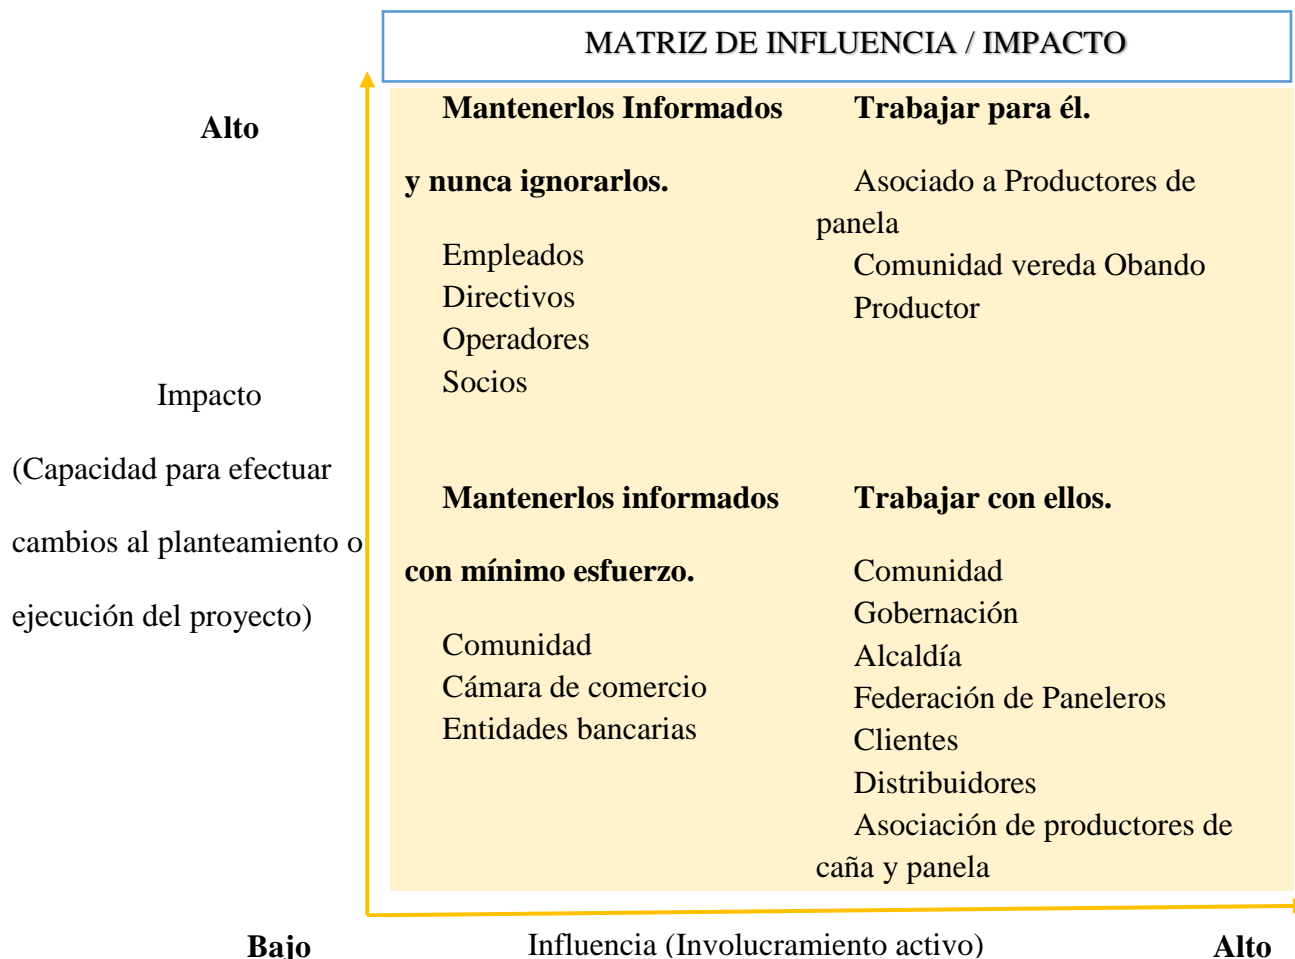 MATRIZ DE INFLUENCIA / IMPACTO
Alto
Mantenerlos Informados
y nunca ignorarlos.
Empleados
Directivos
Operadores
Socios
Trabajar para él.
Asociado a Productores de
panela
Comunidad vereda Obando
Productor
Impacto
(Capacidad para efectuar
cambios al planteamiento o
ejecución del proyecto)
Mantenerlos informados
con mínimo esfuerzo.
Comunidad
Cámara de comercio
Entidades bancarias
Trabajar con ellos.
Comunidad
Gobernación
Alcaldía
Federación de Paneleros
Clientes
Distribuidores
Asociación de productores de
caña y panela
Bajo
Influencia (Involucramiento activo)
Alto